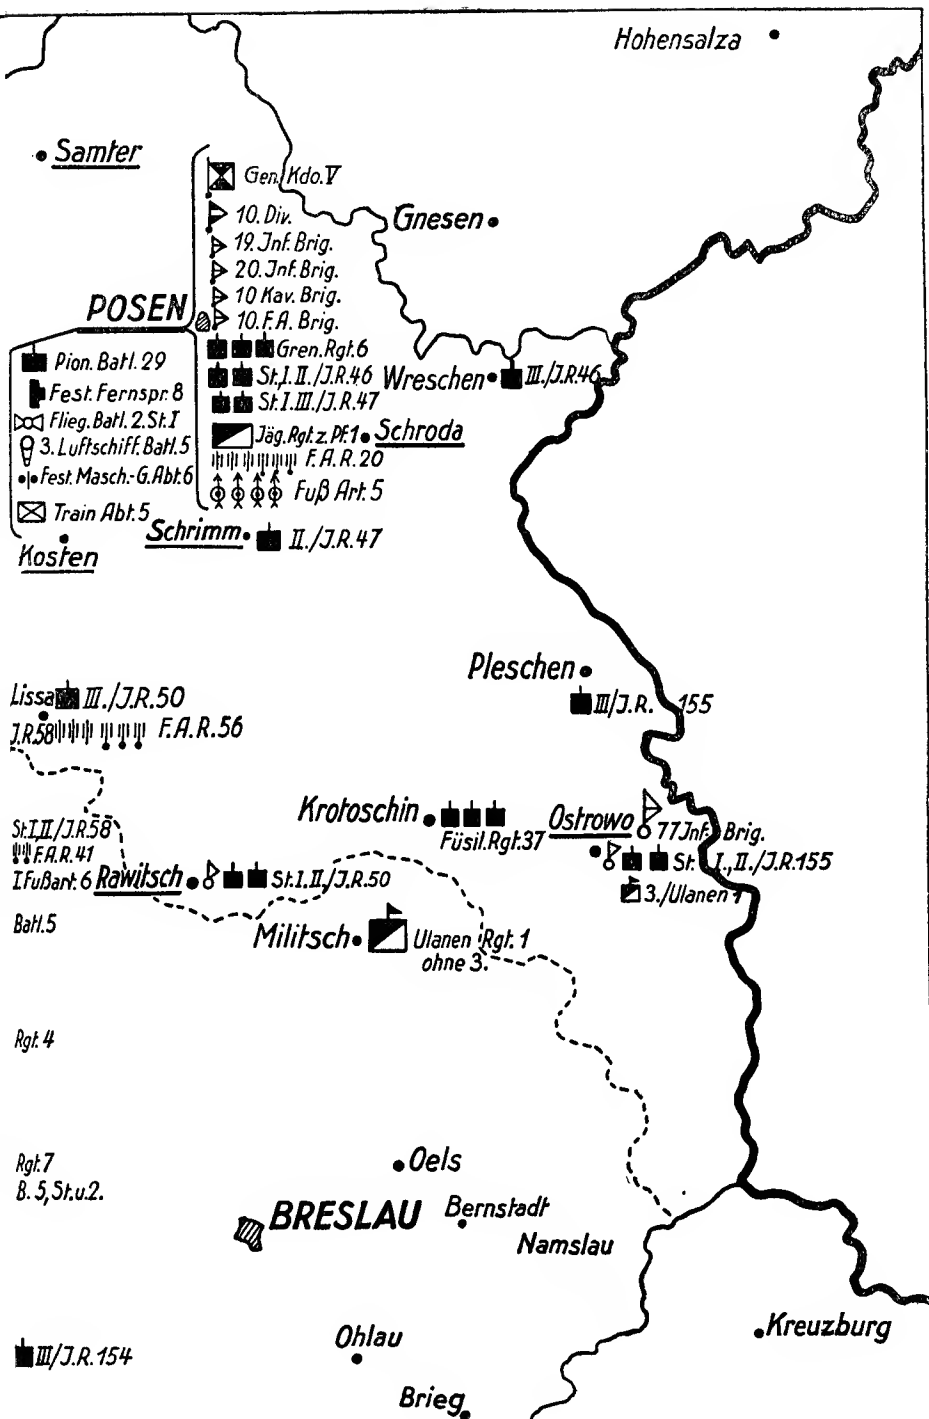 Hohensalza
Samter
Gen. Kdo. V
10. Div.
Gnesen
19. Jnf. Brig.
20. Jnf. Brig.
10 Kav. Brig.
POSEN
10. F.A. Brig.
Gren. Rgt. 6
St. I. II. /J.R. 46
Wreschen III./J.R. 46
St. I. III. /J.R. 47
Jäg. Rgt. z. Pf. 1
Schroda
F.A.R. 20
Fuß Art. 5
Pion. Batl. 29
Fest. Fernspr. 8
Flieg. Batl. 2. St. I
3. Luftschiff. Batl. 5
Fest. Masch.-G. Abt. 6
Train Abt. 5
Schrimm II./J.R. 47
Kosten
Pleschen
III/J.R. 155
Lissa III./J.R. 50
J.R. 58 F.A.R. 56
Krotoschin
Füsil. Rgt. 37
Ostrowo
77 Jnf. Brig.
St. I., II./J.R. 155
3./Ulanen 1
St. I, II/J.R. 58
F.A.R. 41
I Fußart. 6 Rawitsch St. I. II./J.R. 50
Batl. 5
Militsch Ulanen Rgt. 1
ohne 3.
Rgt. 4
Rgt. 7
B. 5, St. u. 2.
Oels
BRESLAU
Bernstadt
Namslau
Ohlau
Kreuzburg
III/J.R. 154
Brieg